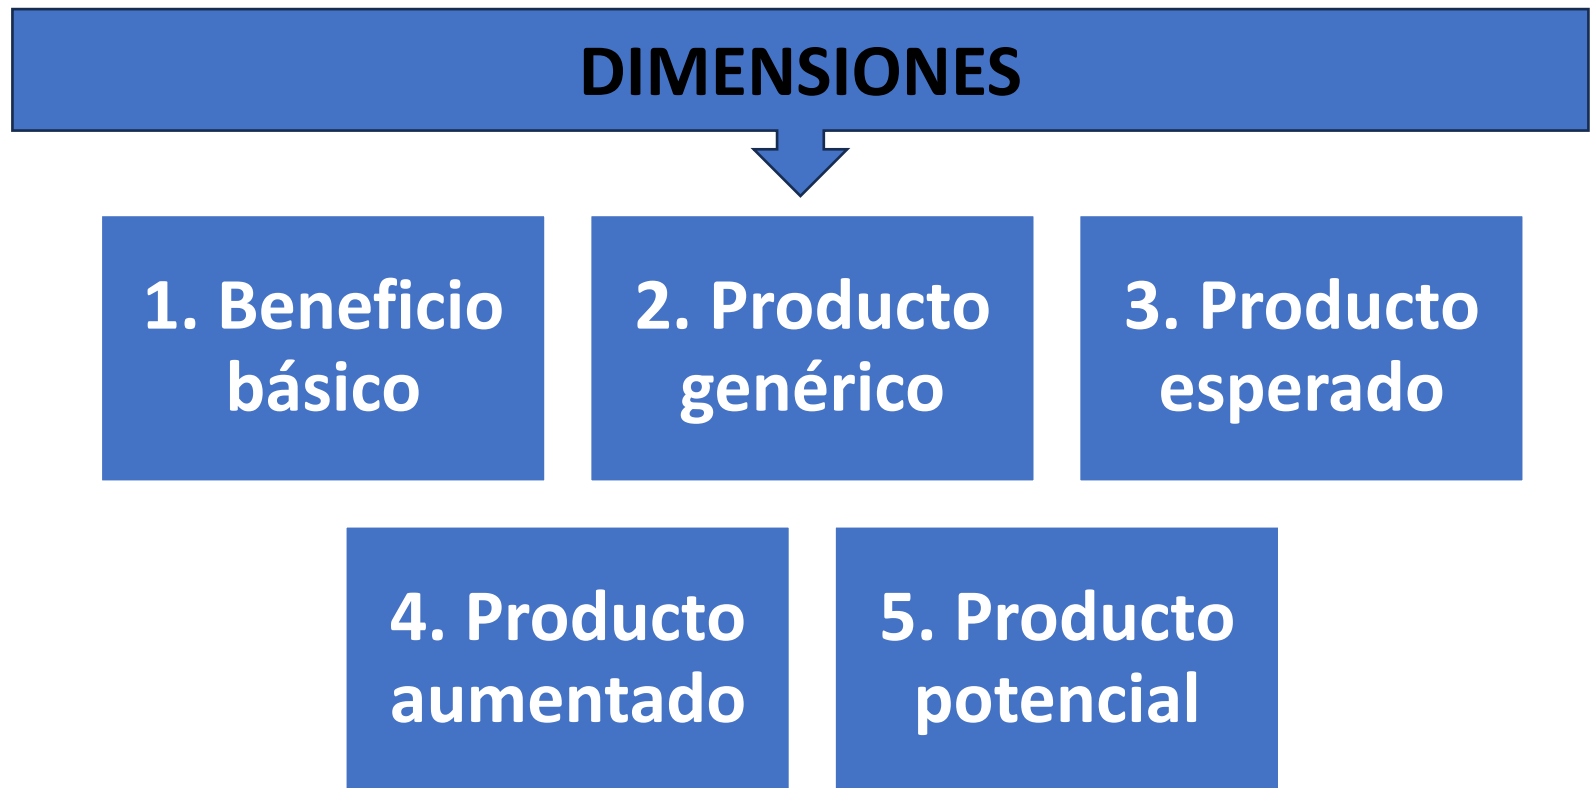 DIMENSIONES
1. Beneficio
básico
2. Producto
genérico
3. Producto
esperado
4. Producto
aumentado
5. Producto
potencial